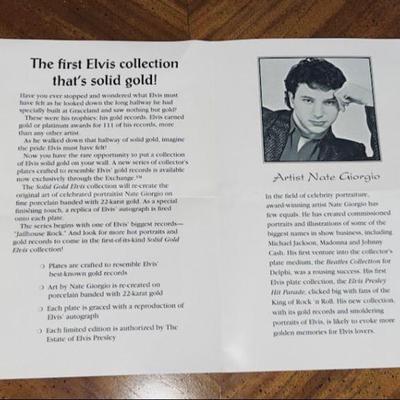 The first Elvis collection
that's solid gold!
Have you ever stopped and wondered what Elvis must
have felt as he looked down the long hallway he had
specially built at Graceland and saw nothing but gold?
These were his trophies: his gold records. Elvis earned
gold or platinum awards for 111 of his records, more
than any other artist.
As he walked down that hallway of solid gold, imagine
the pride Elvis must have felt!
Now you have the rare opportunity to put a collection
of Elvis solid gold on your wall. A new series of collector's
plates crafted to resemble Elvis' gold records is available
now exclusively through the Exchange.™
The Solid Gold Elvis collection will re-create the
original art of celebrated portraitist Nate Giorgio on
fine porcelain banded with 22-karat gold. As a special
finishing touch, a replica of Elvis' autograph is fired
onto each plate.
The series begins with one of Elvis' biggest records—
"Jailhouse Rock." And look for more hot portraits and
gold records to come in the first-of-its-kind Solid Gold
Elvis collection!
❍ Plates are crafted to resemble Elvis'
best-known gold records
❍ Art by Nate Giorgio is re-created on
porcelain banded with 22-karat gold
❍ Each plate is graced with a reproduction of
Elvis' autograph
❍ Each limited edition is authorized by The
Estate of Elvis Presley
Artist Nate Giorgio
In the field of celebrity portraiture,
award-winning artist Nate Giorgio has
few equals. He has created commissioned
portraits and illustrations of some of the
biggest names in show business, including
Michael Jackson, Madonna and Johnny
Cash. His first venture into the collector's
plate medium, the Beatles Collection for
Delphi, was a rousing success. His first
Elvis plate collection, the Elvis Presley
Hit Parade, clicked big with fans of the
King of Rock 'n Roll. His new collection,
with its gold records and smoldering
portraits of Elvis, is likely to evoke more
golden memories for Elvis lovers.